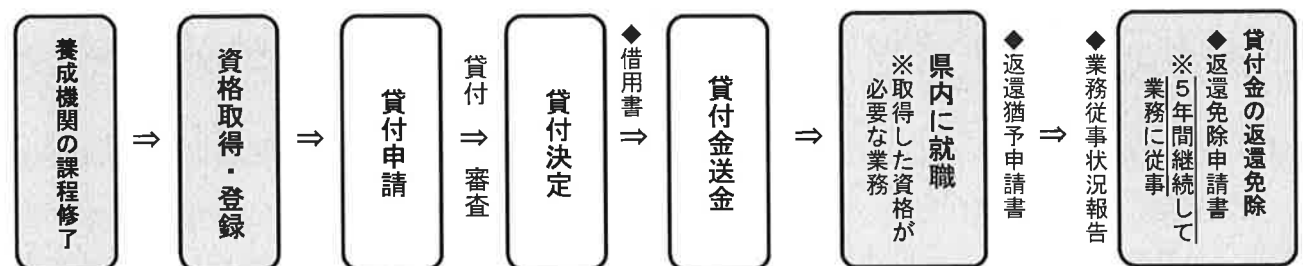 養成機関の課程修了
⇒
資格取得・登録
⇒
貸付申請
貸付
⇒
審査
貸付決定
◆借用書
⇒
貸付金送金
⇒
県内に就職
※取得した資格が
必要な業務
◆返還猶予申請書
⇒
◆業務従事状況報告
貸付金の返還免除
◆返還免除申請書
※５年間継続して
業務に従事